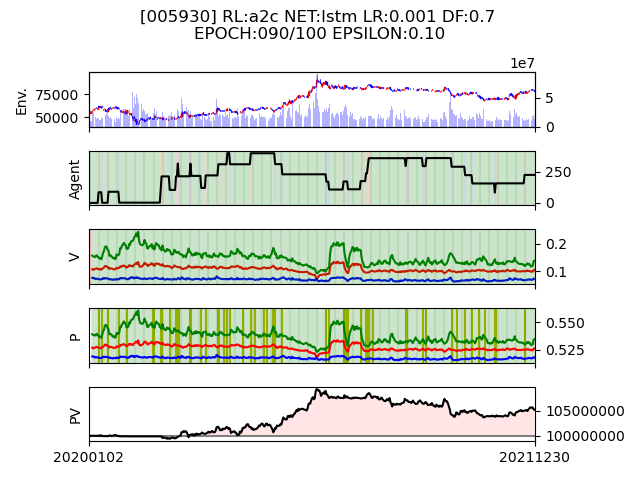 [005930] RL:a2c NET:lstm LR:0.001 DF:0.7
EPOCH:090/100 EPSILON:0.10
1e7
Env.
75000
50000
5
0
Agent
250
0
V
0.2
0.1
P
0.550
0.525
PV
105000000
100000000
20200102
20211230